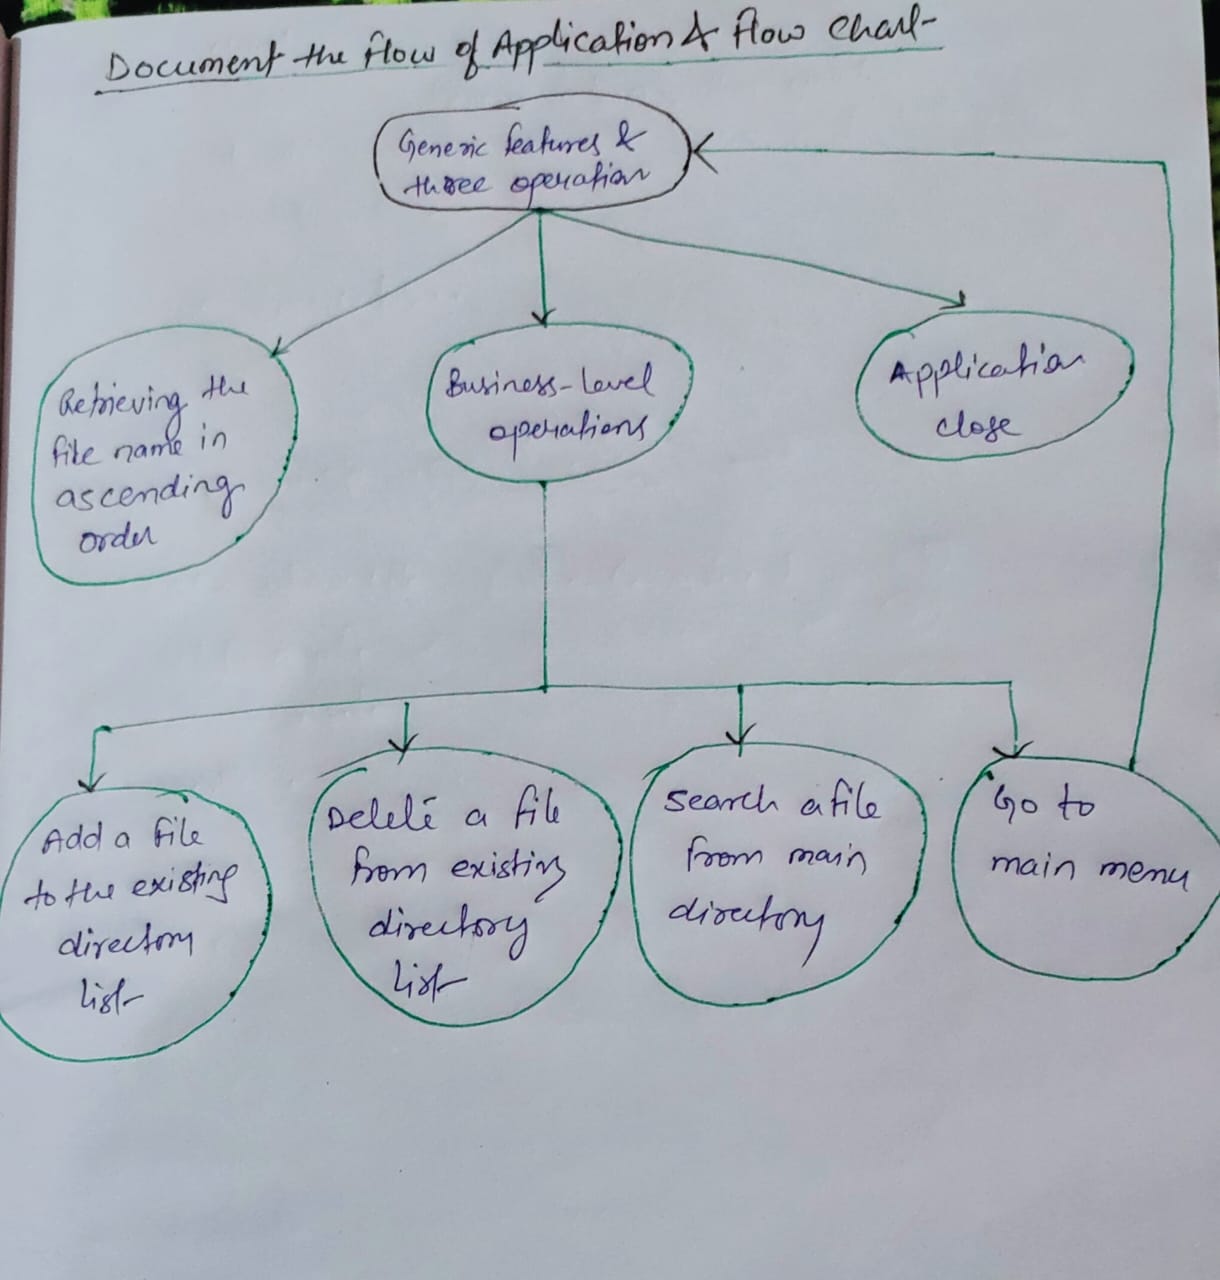 Document the flow of Application & flow chart
Generic features &
three operation
Retrieving the
file name in
ascending
order
Business-Level
operations
Application
close
Add a file
to the existing
directory
list
Delete a file
from existing
directory
list
Search a file
from main
directory
Go to
main menu